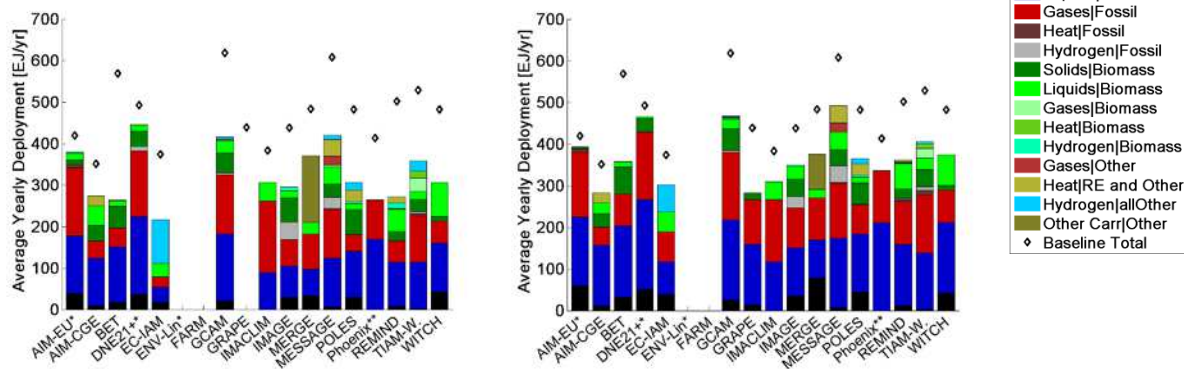 Average Yearly Deployment [EJ/yr]
700
600
500
400
300
200
100
0
AIM-EU*
AIM-CGE
BET
DNE21+*
EC-IAM
ENV-Lin*
FARM
GCAM
GRAPE
IMACLIM
IMAGE
MERGE
MESSAGE
POLES
Phoenix**
REMIND
TIAM-W.
WITCH
Average Yearly Deployment [EJ/yr]
700
600
500
400
300
200
100
0
AIM-EU*
AIM-CGE
BET
DNE21+*
EC-IAM
ENV-Lin*
FARM
GCAM
GRAPE
IMACLIM
IMAGE
MERGE
MESSAGE
POLES
Phoenix**
REMIND
TIAM-W.
WITCH
Gases|Fossil
Heat|Fossil
Hydrogen|Fossil
Solids|Biomass
Liquids|Biomass
Gases|Biomass
Heat|Biomass
Hydrogen|Biomass
Gases|Other
Heat|RE and Other
Hydrogen|allOther
Other Carr|Other
Baseline Total